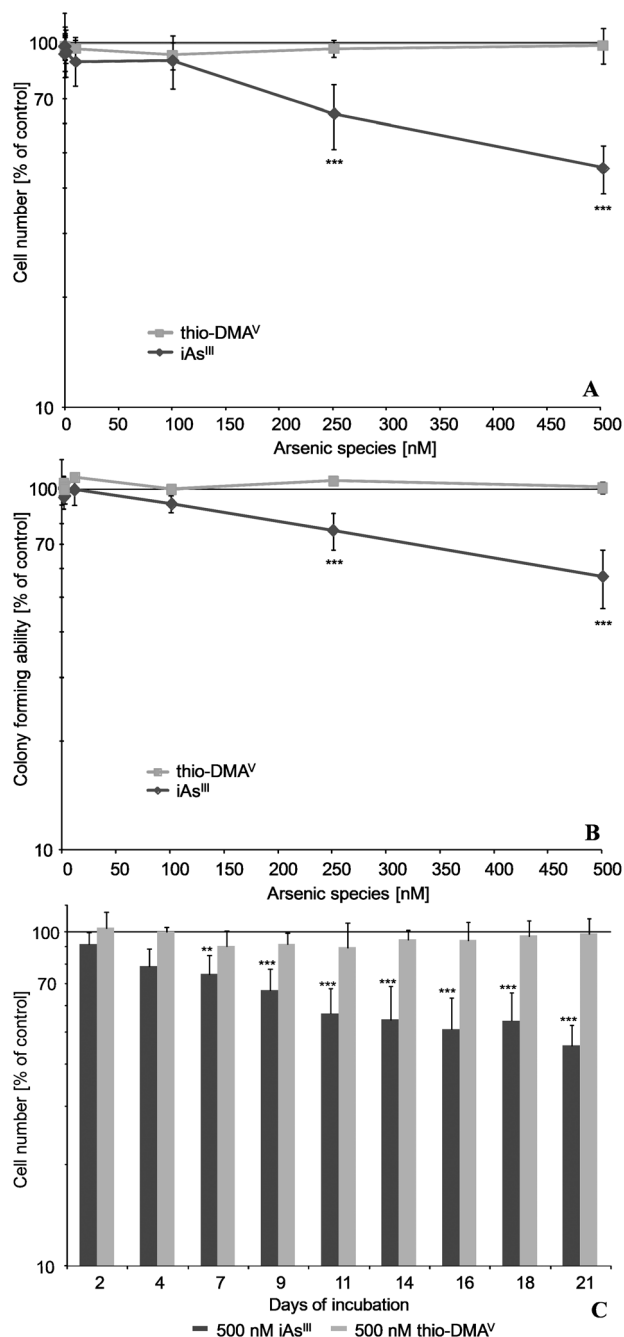 Cell number [% of control]
100
70
10
thio-DMAⱽ
iAsᴵᴵᴵ
***
***
A
0 50 100 150 200 250 300 350 400 450 500
Arsenic species [nM]
Colony forming ability [% of control]
100
70
10
***
***
thio-DMAⱽ
iAsᴵᴵᴵ
B
0 50 100 150 200 250 300 350 400 450 500
Arsenic species [nM]
Cell number [% of control]
100
70
10
** *** *** *** *** *** ***
2 4 7 9 11 14 16 18 21
Days of incubation
C
500 nM iAsᴵᴵᴵ 500 nM thio-DMAⱽ